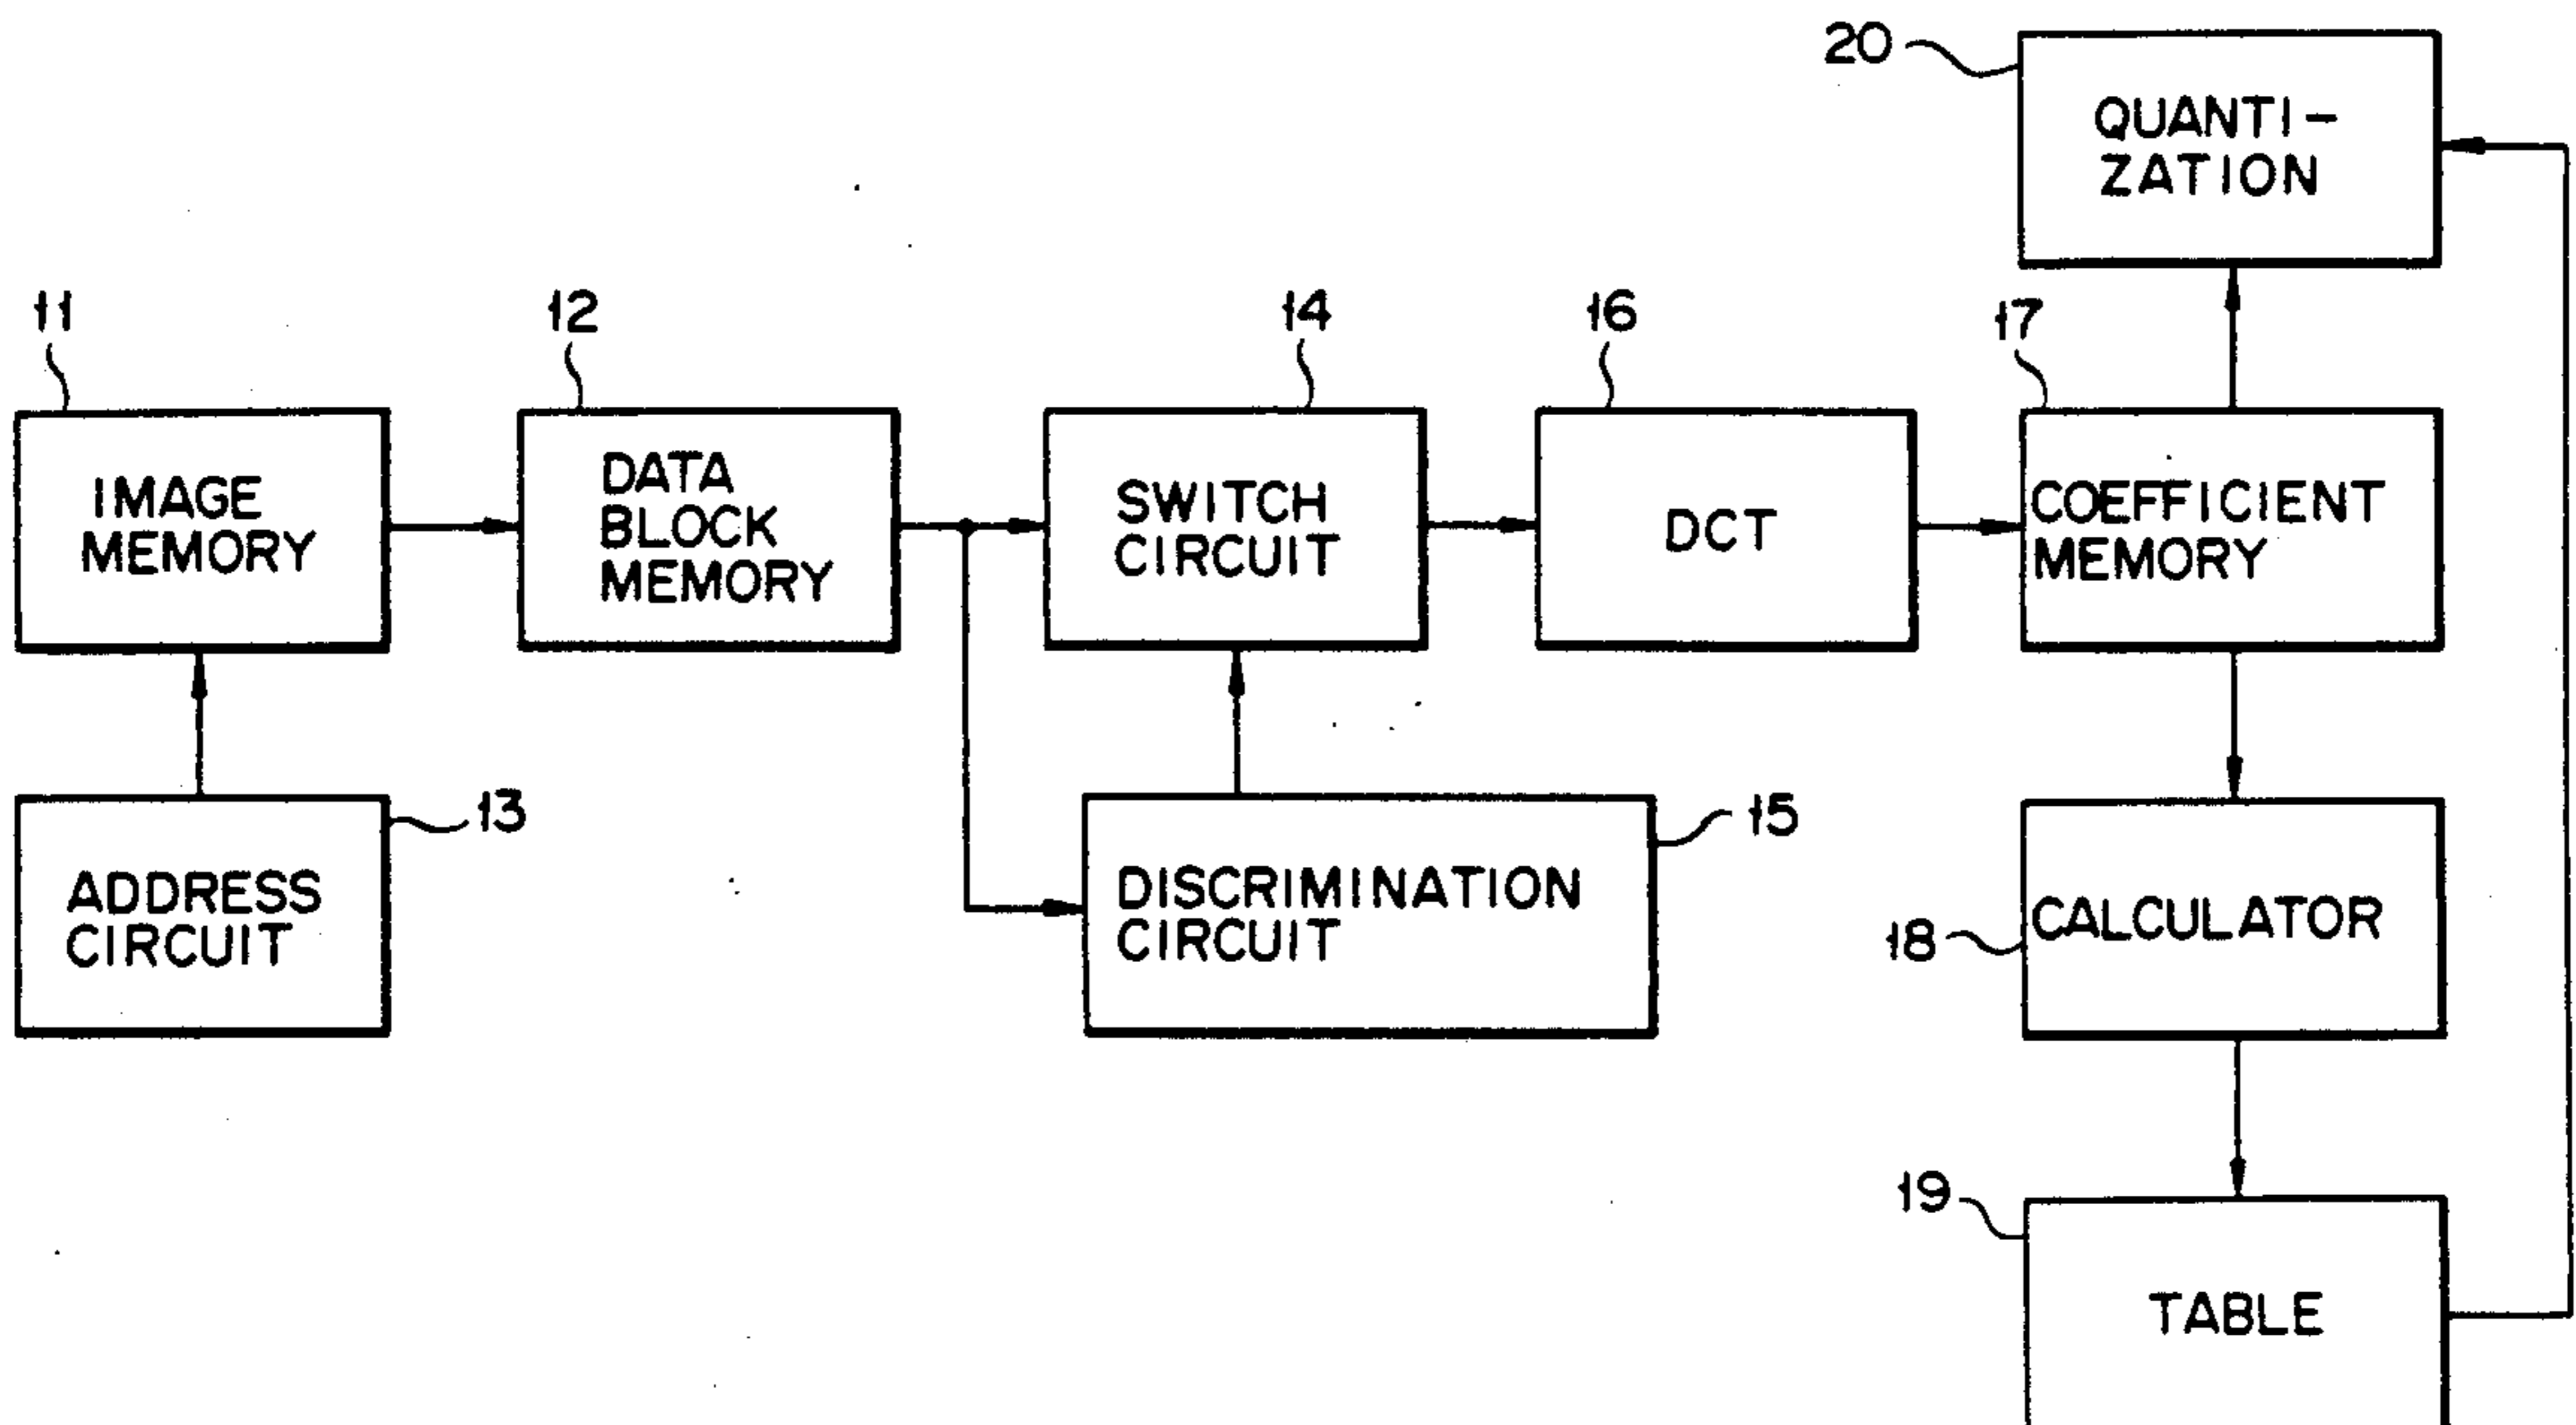 20
QUANTI-
ZATION
11
12
14
16
17
IMAGE
MEMORY
DATA
BLOCK
MEMORY
SWITCH
CIRCUIT
DCT
COEFFICIENT
MEMORY
13
15
ADDRESS
CIRCUIT
DISCRIMINATION
CIRCUIT
18
CALCULATOR
19
TABLE